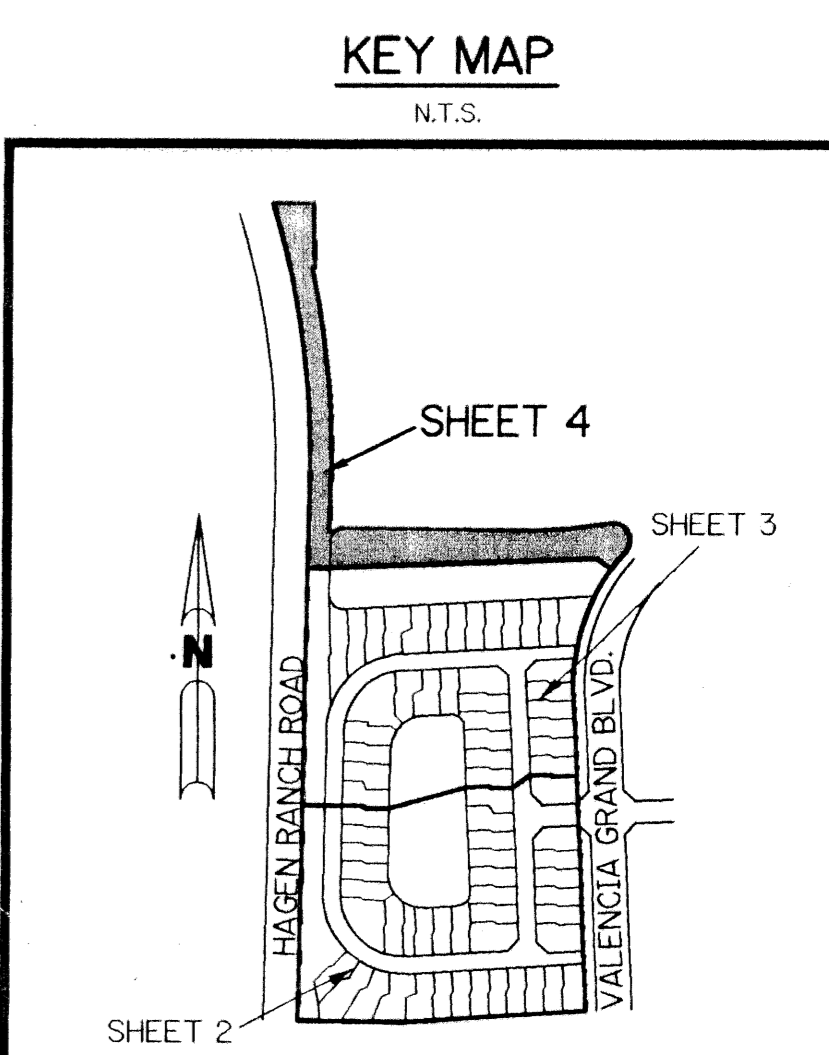 KEY MAP
N.T.S.
SHEET 4
SHEET 3
N
HAGEN RANCH ROAD
VALENCIA GRAND BLVD.
SHEET 2